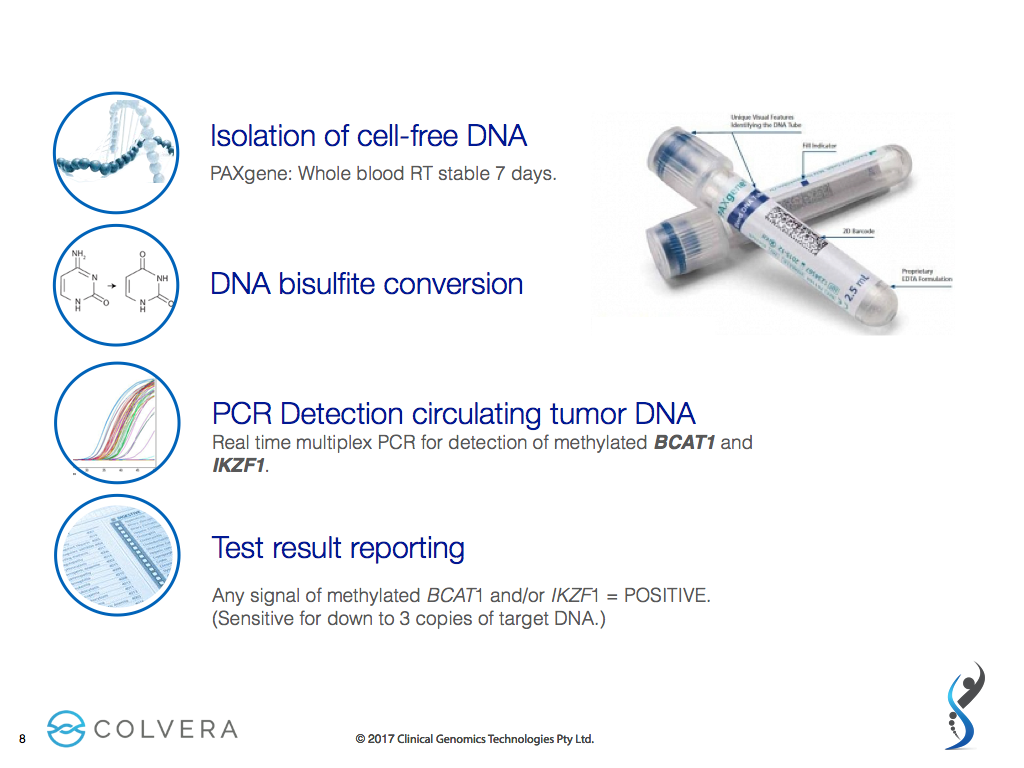 Isolation of cell-free DNA
PAXgene: Whole blood RT stable 7 days.
Unique Visual Features
Identifying the DNA Tube
Fill Indicator
PAXgene
2D Barcode
2.5 mL
Proprietary
EDTA Formulation
NH2
N
N
H
O
O
NH
N
H
O
DNA bisulfite conversion
PCR Detection circulating tumor DNA
Real time multiplex PCR for detection of methylated BCAT1 and
IKZF1.
Test result reporting
Any signal of methylated BCAT1 and/or IKZF1 = POSITIVE.
(Sensitive for down to 3 copies of target DNA.)
8
COLVERA
© 2017 Clinical Genomics Technologies Pty Ltd.